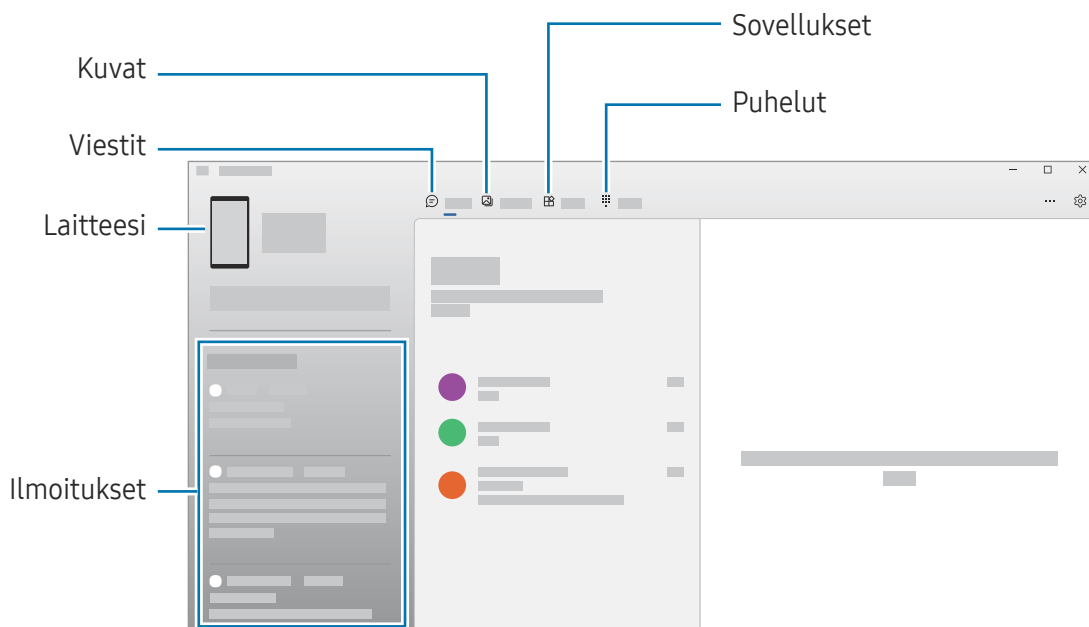 Sovellukset
Kuvat
Puhelut
Viestit
Laitteesi
Ilmoitukset